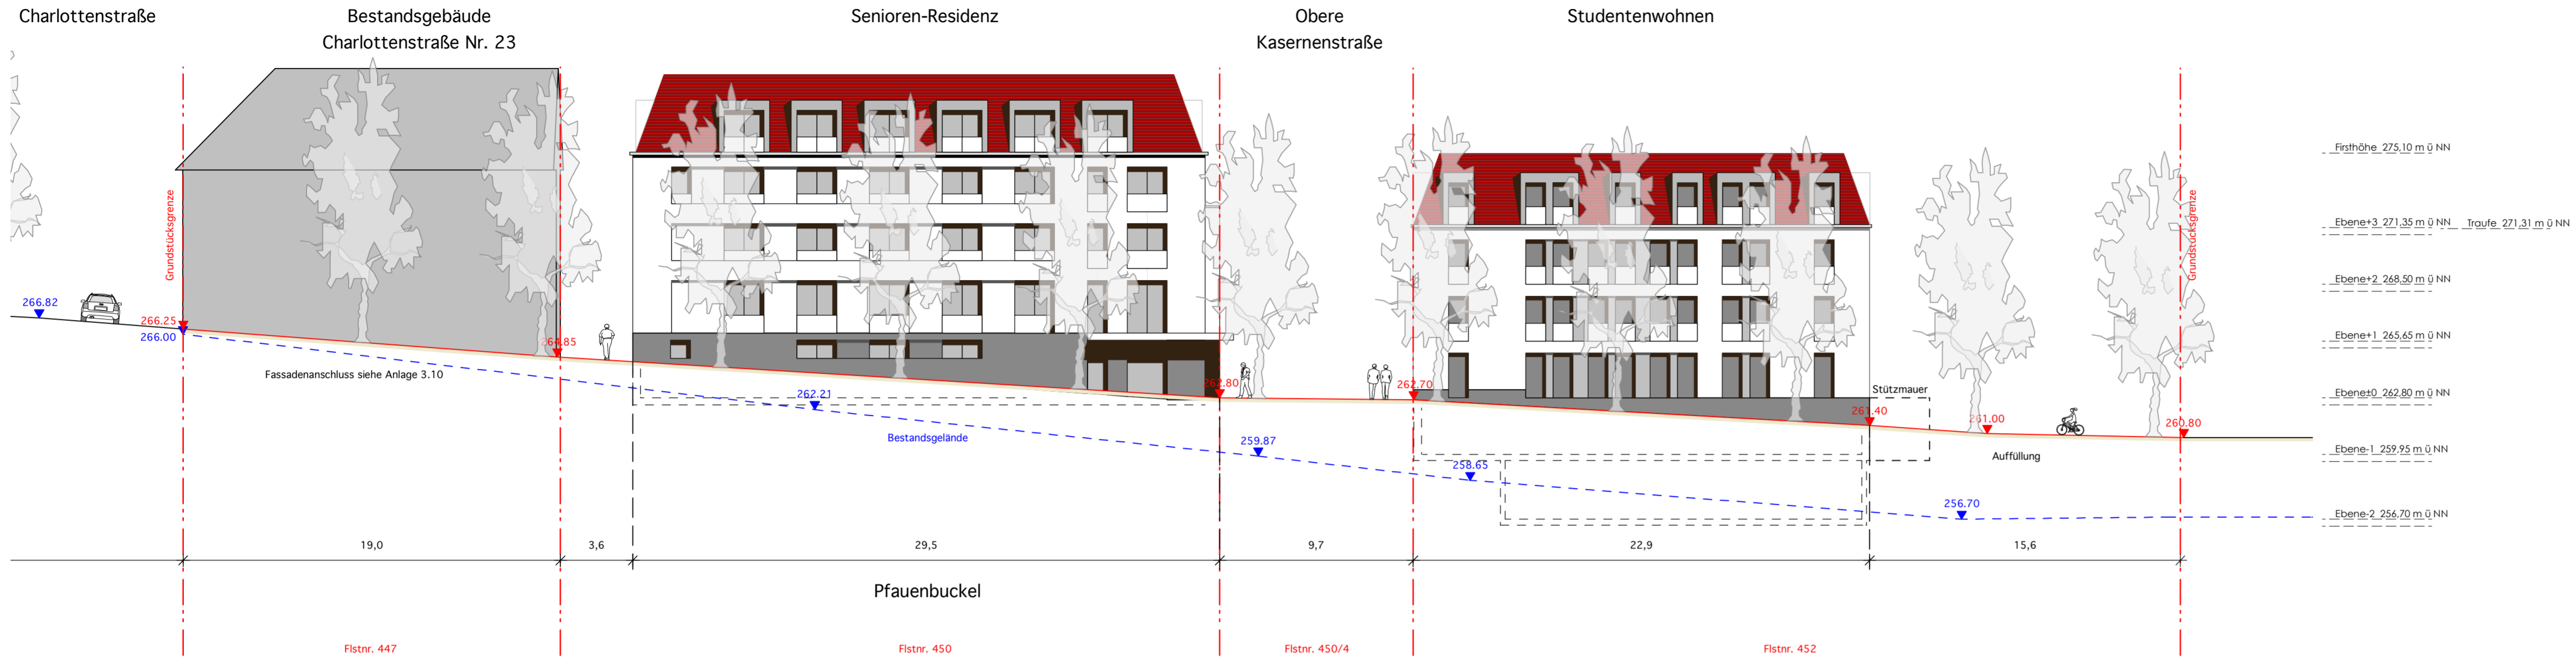 Charlottenstraße
Bestandsgebäude
Charlottenstraße Nr. 23
Senioren-Residenz
Obere
Kasernenstraße
Studentenwohnen
Firsthöhe 275,10 m ü NN
Grundstücksgrenze
Grundstücksgrenze
Ebene+3 271,35 m ü NN
Traufe 271,31 m ü NN
Ebene+2 268,50 m ü NN
266.82
266.25
266.00
264.85
Ebene+1 265,65 m ü NN
Fassadenanschluss siehe Anlage 3.10
262.21
262.80
262.70
Stützmauer
Ebene±0 262,80 m ü NN
261.40
261.00
260.80
Bestandsgelände
259.87
258.65
Auffüllung
Ebene-1 259,95 m ü NN
256.70
Ebene-2 256,70 m ü NN
19,0
3,6
29,5
9,7
22,9
15,6
Pfauenbuckel
Flstnr. 447
Flstnr. 450
Flstnr. 450/4
Flstnr. 452